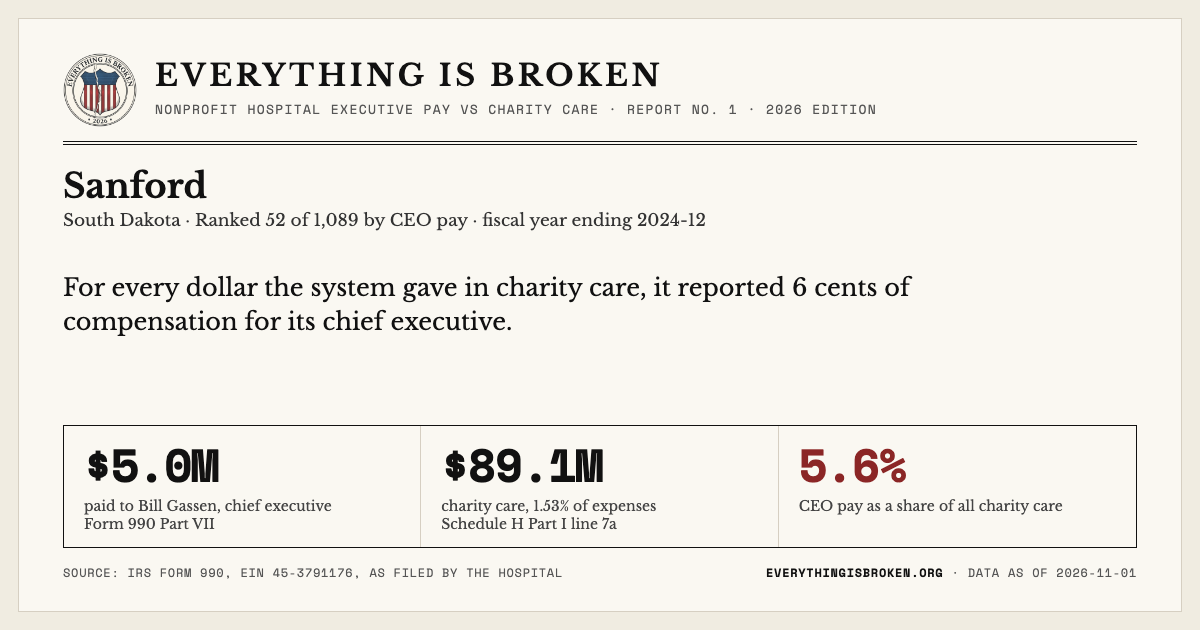 EVERYTHING IS BROKEN
2026
EVERYTHING IS BROKEN
NONPROFIT HOSPITAL EXECUTIVE PAY VS CHARITY CARE · REPORT NO. 1 · 2026 EDITION
Sanford
South Dakota · Ranked 52 of 1,089 by CEO pay · fiscal year ending 2024-12
For every dollar the system gave in charity care, it reported 6 cents of
compensation for its chief executive.
$5.0M
paid to Bill Gassen, chief executive
Form 990 Part VII
$89.1M
charity care, 1.53% of expenses
Schedule H Part I line 7a
5.6%
CEO pay as a share of all charity care
SOURCE: IRS FORM 990, EIN 45-3791176, AS FILED BY THE HOSPITAL
EVERYTHINGISBROKEN.ORG · DATA AS OF 2026-11-01